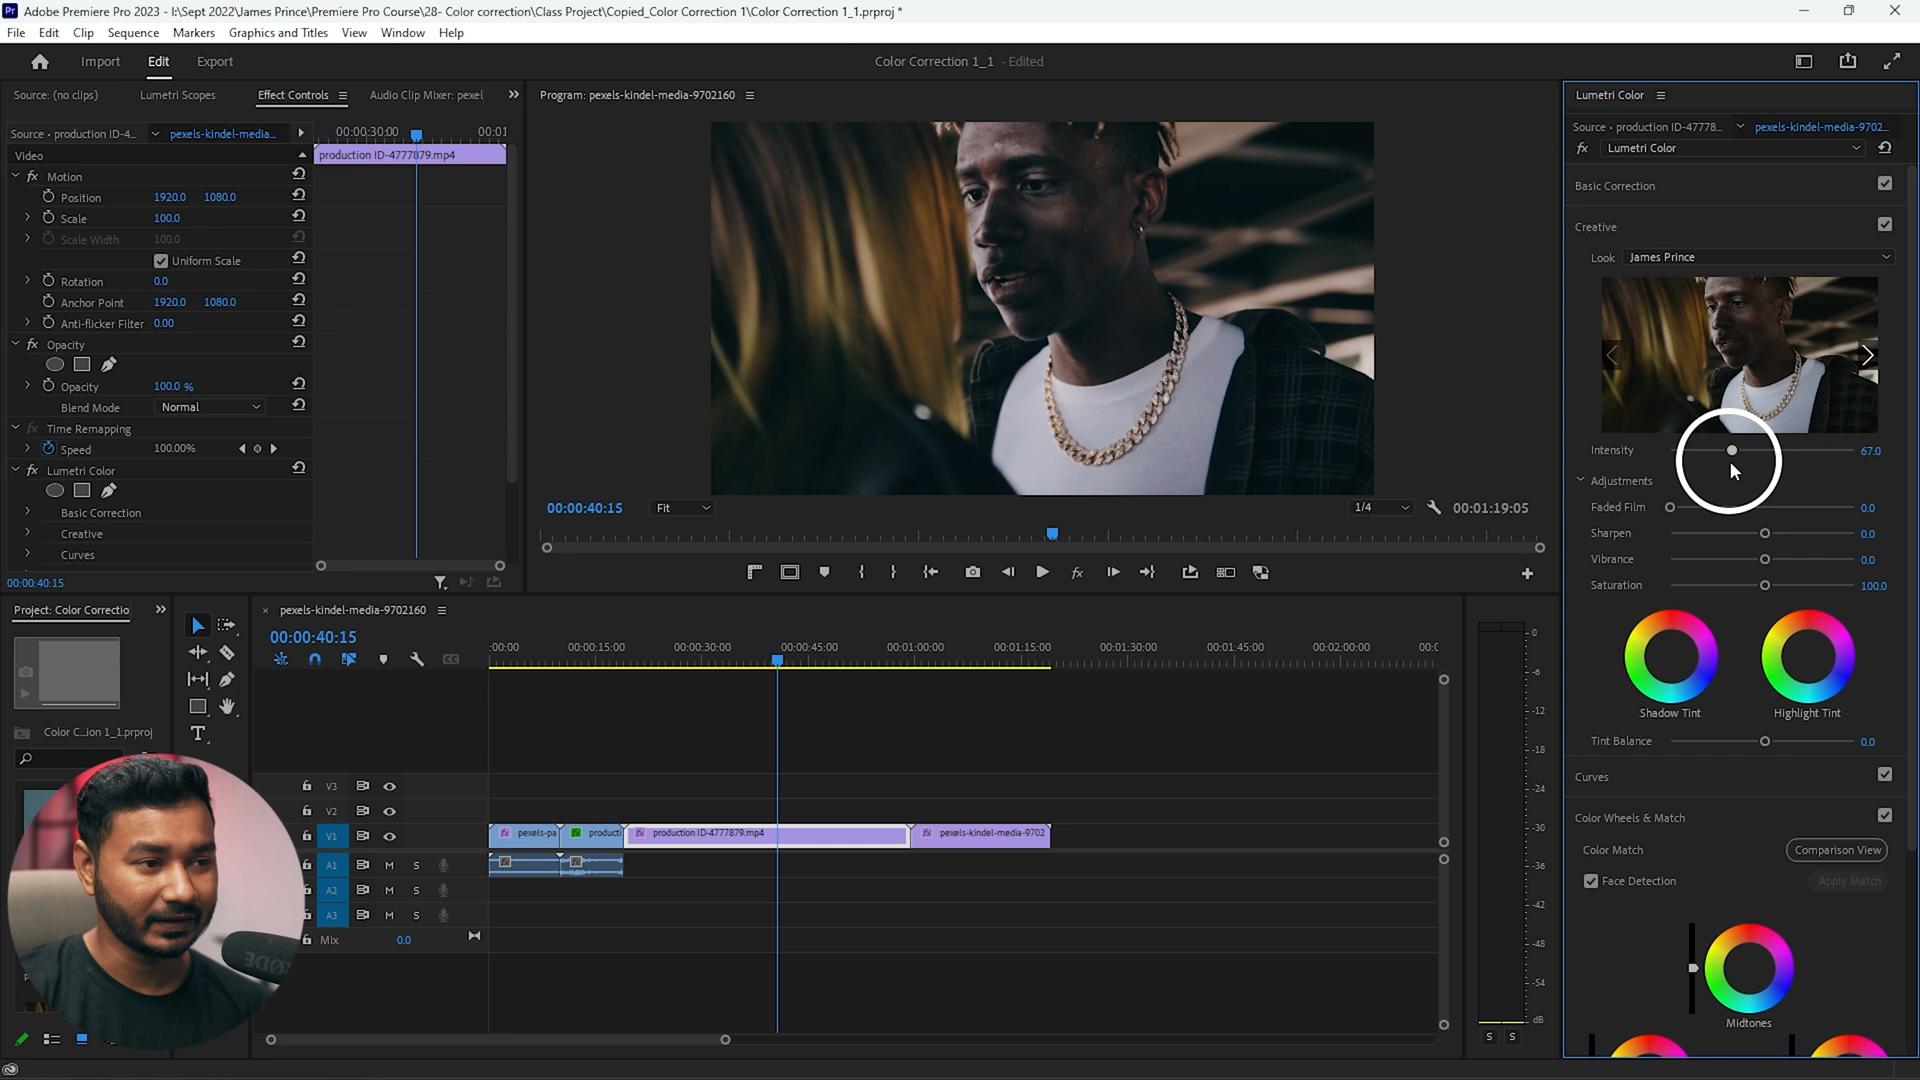 Adobe Premiere Pro 2023 - I:\Sept 2022\James Prince\Premiere Pro Course\28- Color correction\Class Project\Copied_Color Correction 1\Color Correction 1_1.prproj *
File Edit Clip Sequence Markers Graphics and Titles View Window Help
Import Edit Export
Color Correction 1_1 - Edited
Source: (no clips) Lumetri Scopes Effect Controls Audio Clip Mixer: pexel
Source • production ID-4... pexels-kindel-media...
00:00:30:00 00:01
Video
production ID-4777879.mp4
fx Motion
Position 1920.0 1080.0
Scale 100.0
Scale Width 100.0
Uniform Scale
Rotation 0.0
Anchor Point 1920.0 1080.0
Anti-flicker Filter 0.00
fx Opacity
Opacity 100.0 %
Blend Mode Normal
fx Time Remapping
Speed 100.00%
fx Lumetri Color
Basic Correction
Creative
Curves
00:00:40:15
Program: pexels-kindel-media-9702160
00:00:40:15 Fit 1/4 00:01:19:05
fx
Lumetri Color
Source • production ID-47778... pexels-kindel-media-9702...
fx Lumetri Color
Basic Correction
Creative
Look James Prince
Intensity 67.0
Adjustments
Faded Film 0.0
Sharpen 0.0
Vibrance 0.0
Saturation 100.0
Shadow Tint Highlight Tint
Tint Balance 0.0
Curves
Color Wheels & Match
Color Match Comparison View
Face Detection Apply Match
Midtones
Project: Color Correctio
Color C...ion 1_1.prproj
T
pexels-kindel-media-9702160
00:00:40:15
:00:00 00:00:15:00 00:00:30:00 00:00:45:00 00:01:00:00 00:01:15:00 00:01:30:00 00:01:45:00 00:02:00:00 00:0
V3
V2
V1
fx pexels-pa fx producti fx production ID-4777879.mp4 fx pexels-kindel-media-9702
A1 M S
A2 M S
A3 M S
Mix 0.0
0
-6
-12
-18
-24
-30
-36
-42
-48
-54
dB
S S
RØDE